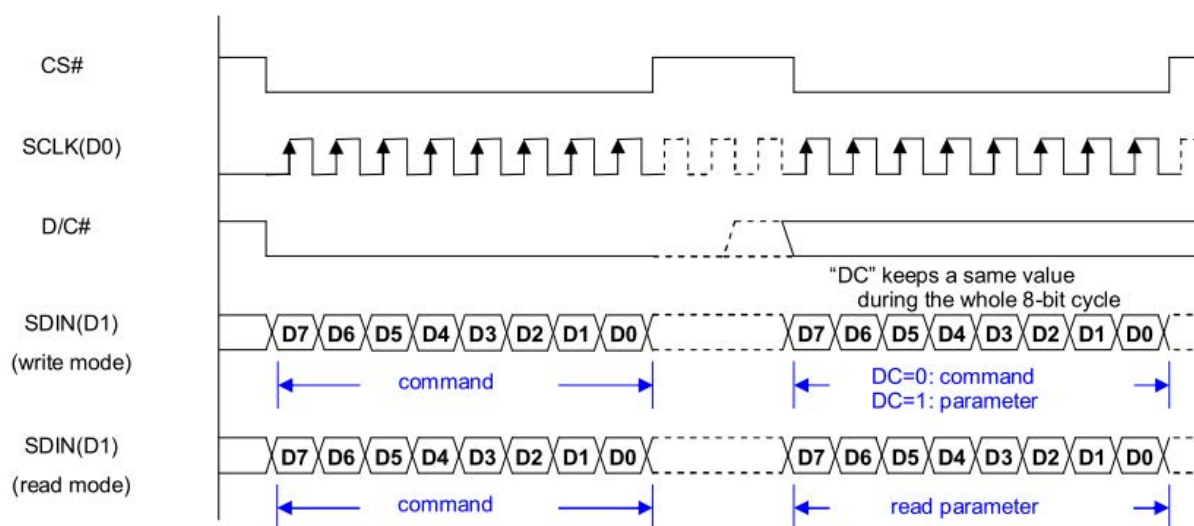 CS#
SCLK(D0)
D/C#
“DC” keeps a same value
during the whole 8-bit cycle
SDIN(D1)
(write mode)
D7 D6 D5 D4 D3 D2 D1 D0
D7 D6 D5 D4 D3 D2 D1 D0
command
DC=0: command
DC=1: parameter
SDIN(D1)
(read mode)
D7 D6 D5 D4 D3 D2 D1 D0
D7 D6 D5 D4 D3 D2 D1 D0
command
read parameter